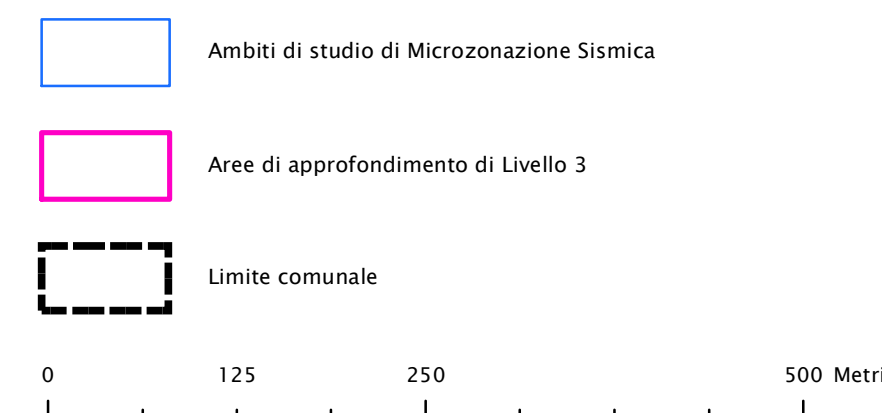 Ambiti di studio di Microzonazione Sismica
Aree di approfondimento di Livello 3
Limite comunale
0 125 250 500 Metri